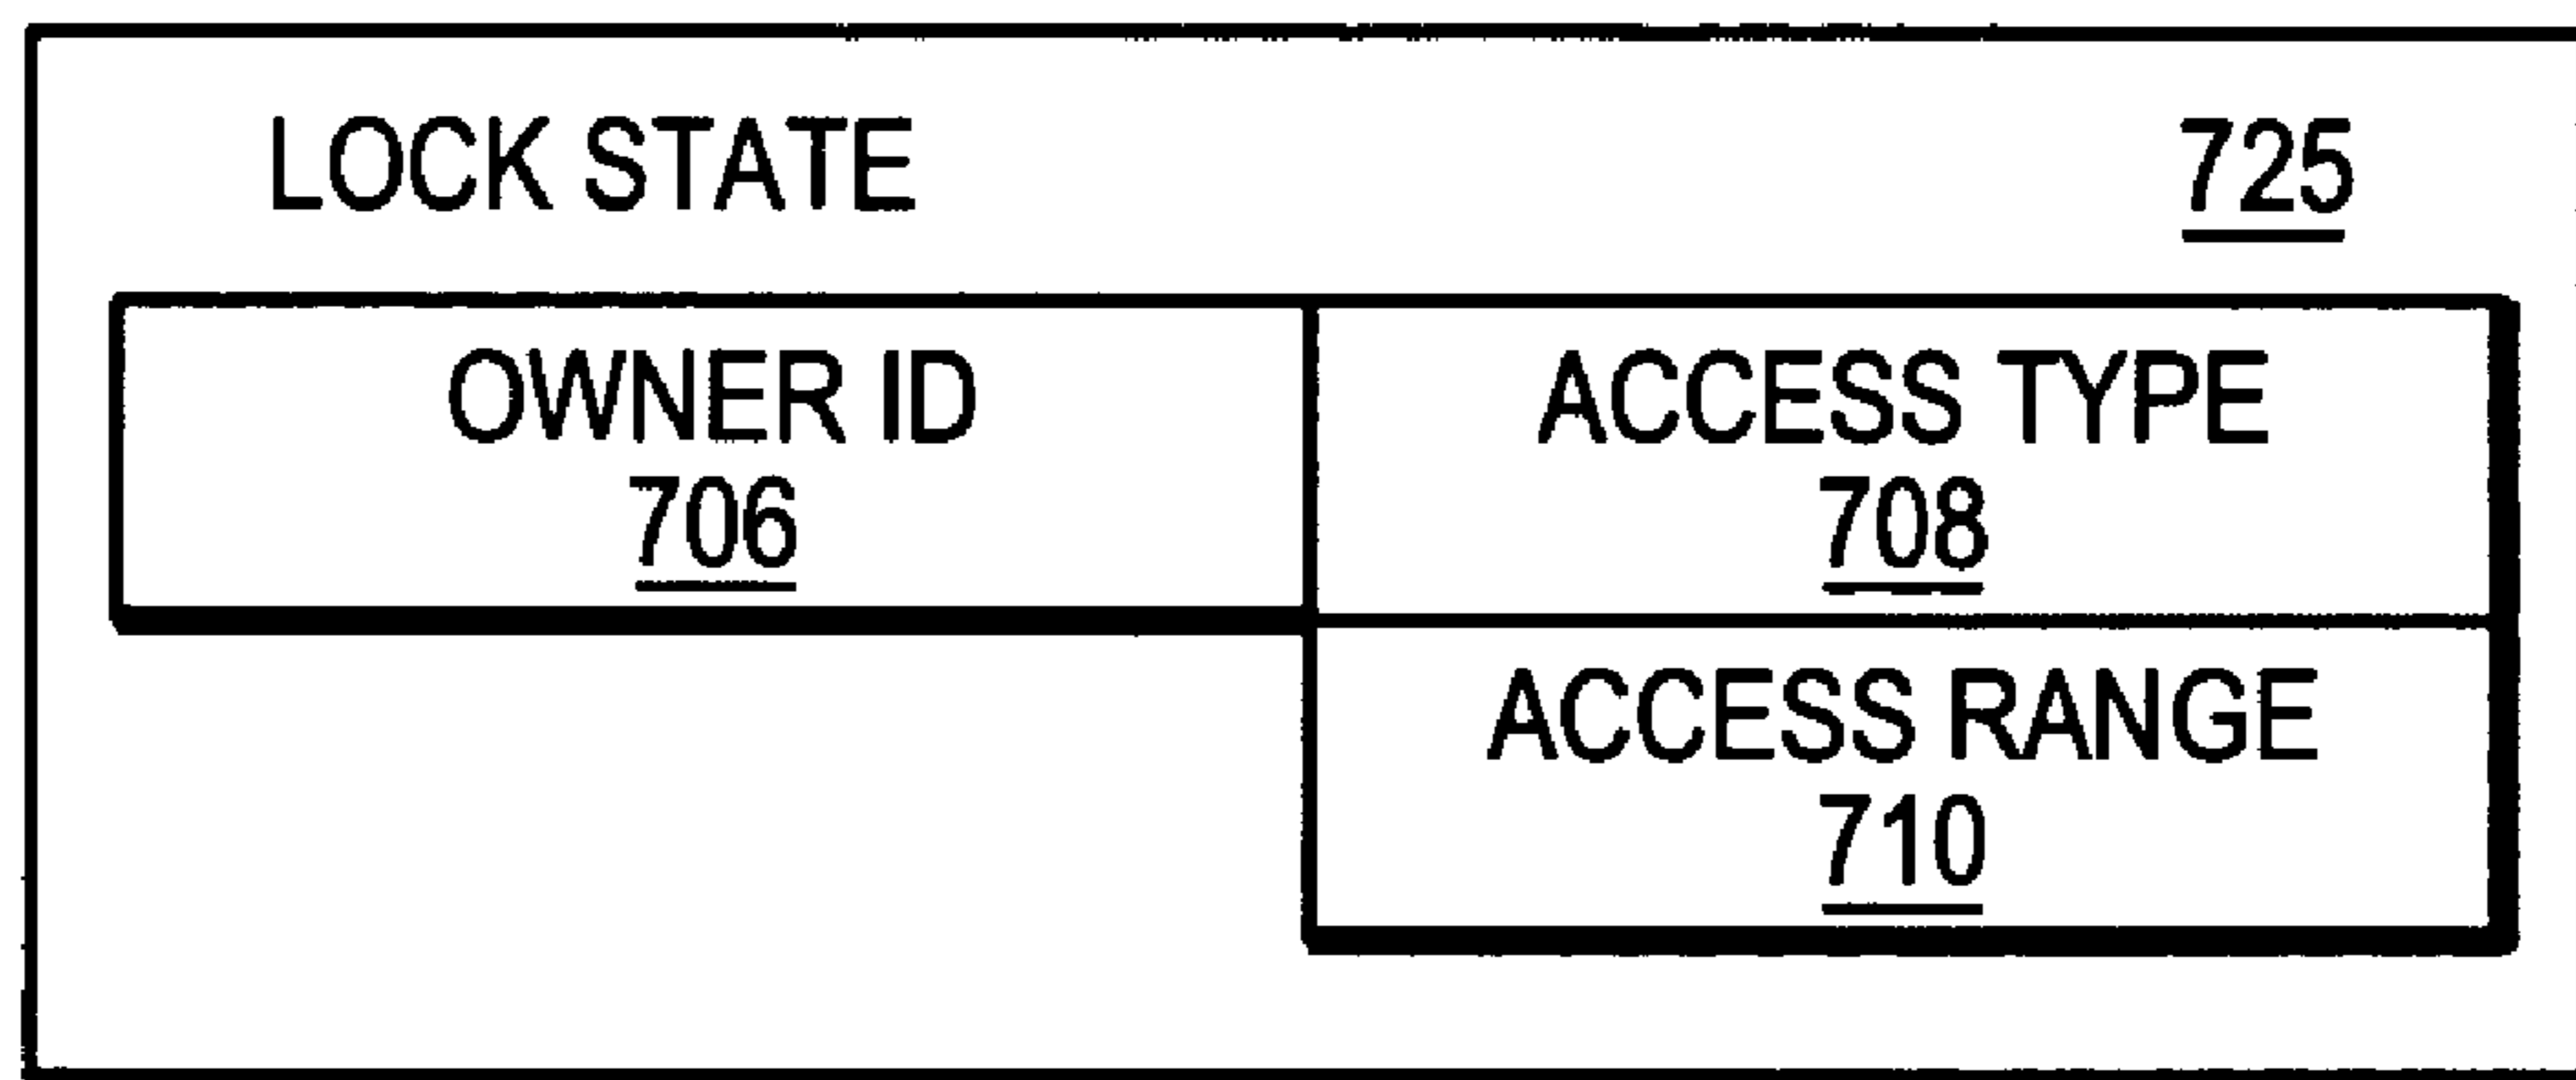 LOCK STATE 725
OWNER ID
706
ACCESS TYPE
708
ACCESS RANGE
710